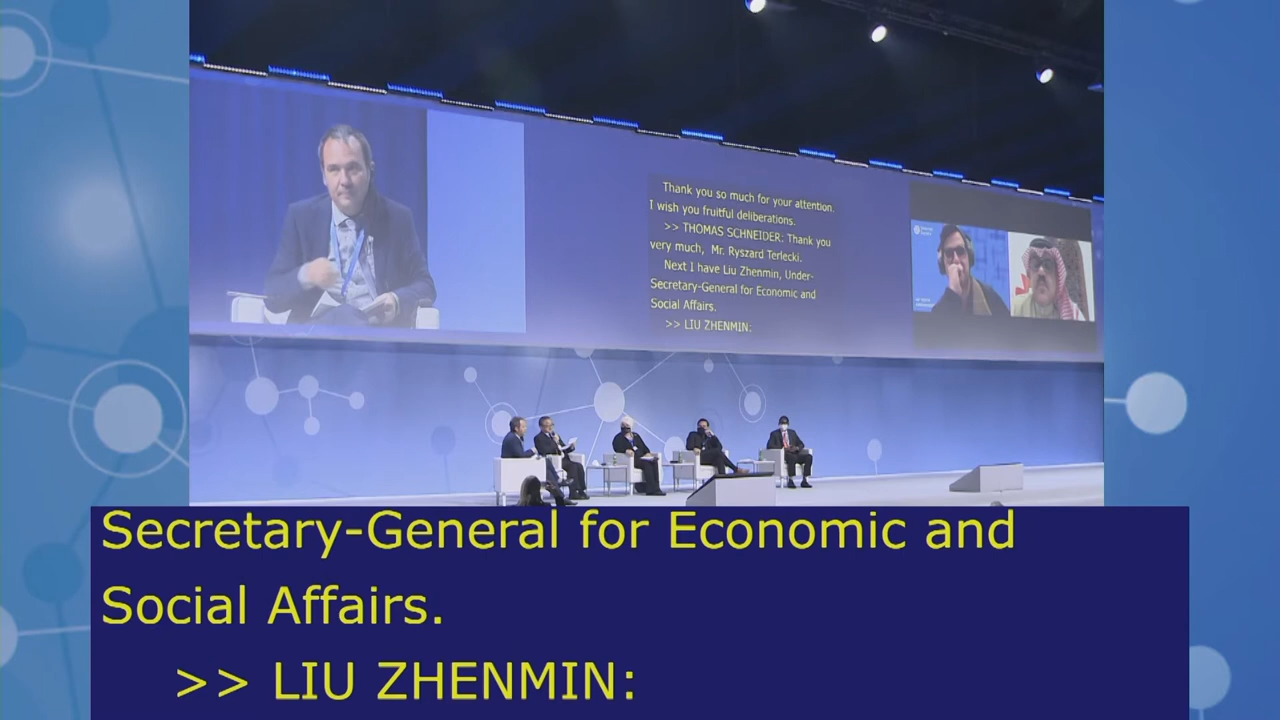 Thank you so much for your attention.
I wish you fruitful deliberations.
>> THOMAS SCHNEIDER: Thank you
very much, Mr. Ryszard Terlecki.
Next I have Liu Zhenmin, Under-
Secretary-General for Economic and
Social Affairs.
>> LIU ZHENMIN:
Secretary-General for Economic and
Social Affairs.
>> LIU ZHENMIN: